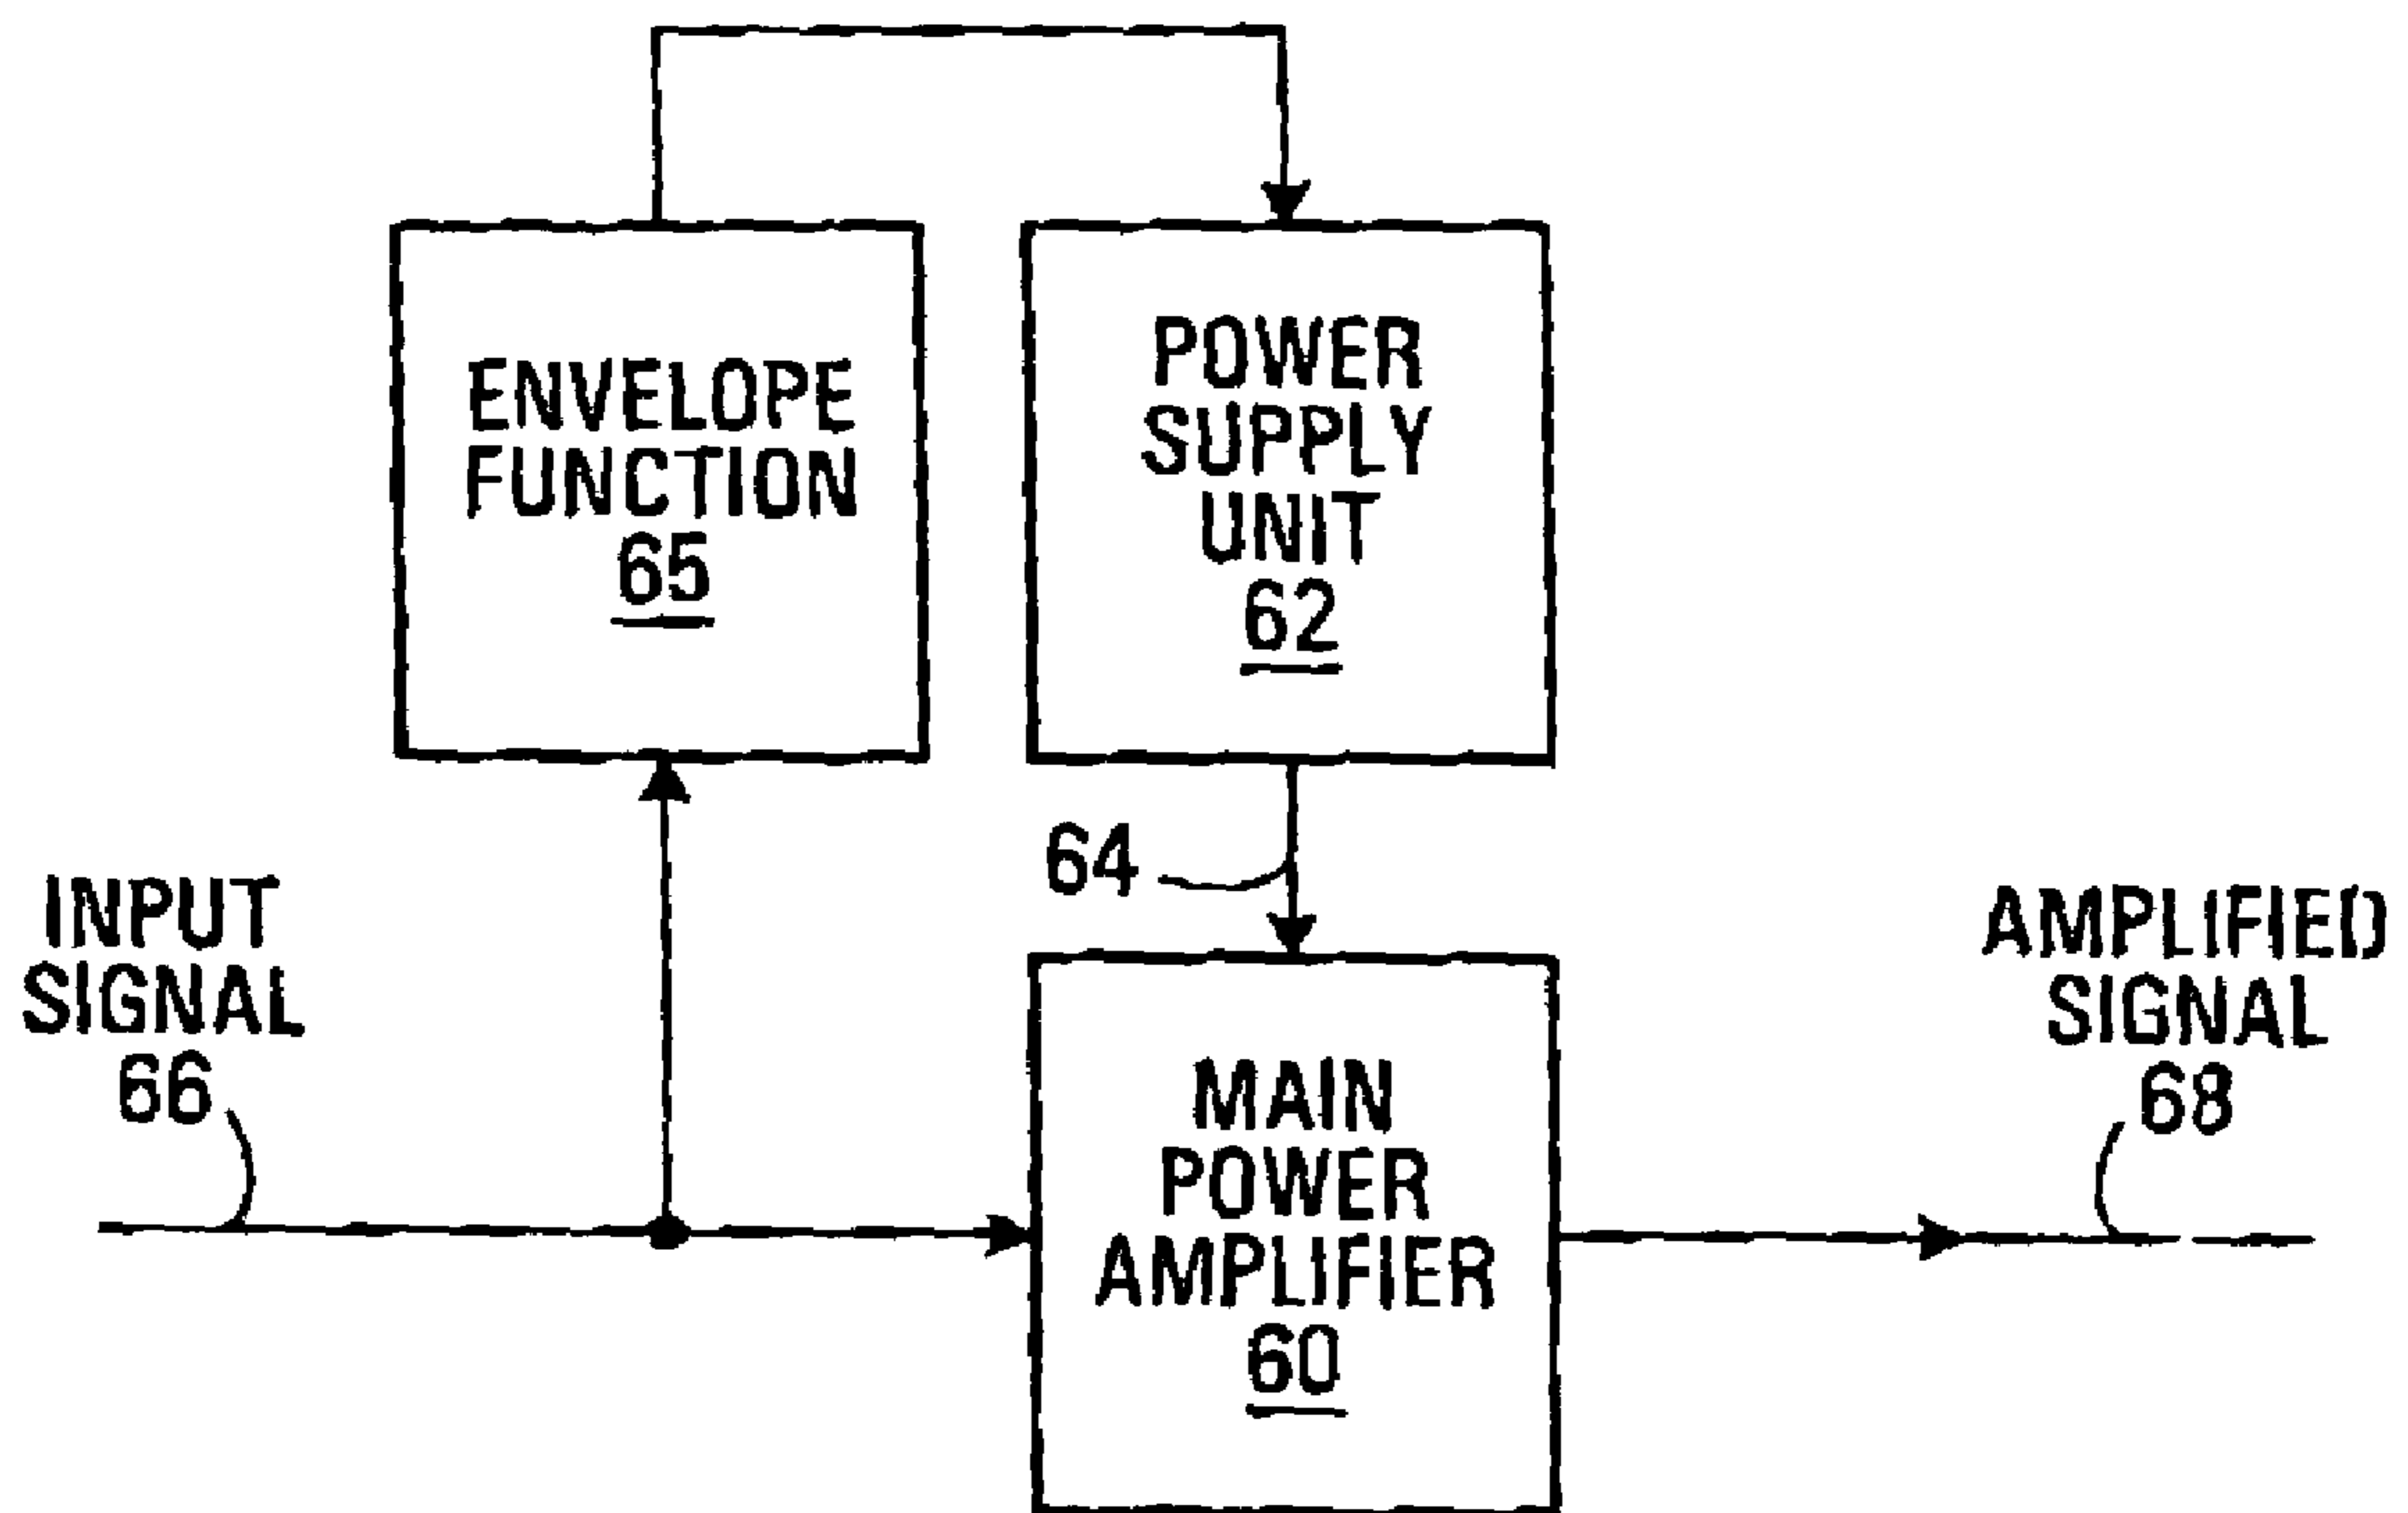 ENVELOPE
FUNCTION
65
POWER
SUPPLY
UNIT
62
64
INPUT
SIGNAL
66
AMPLIFIED
SIGNAL
68
MAIN
POWER
AMPLIFIER
60